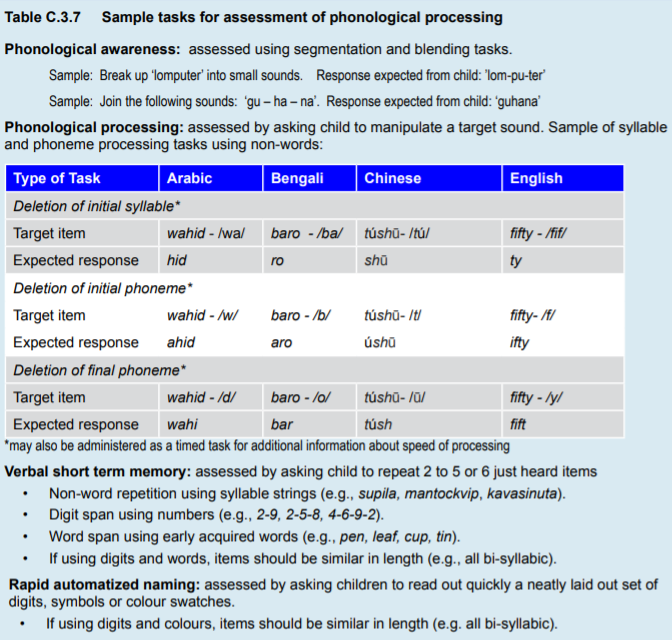 Table C.3.7 Sample tasks for assessment of phonological processing
Phonological awareness: assessed using segmentation and blending tasks.
Sample: Break up ‘lomputer’ into small sounds. Response expected from child: ’lom-pu-ter’
Sample: Join the following sounds: ‘gu – ha – na’. Response expected from child: ‘guhana’
Phonological processing: assessed by asking child to manipulate a target sound. Sample of syllable
and phoneme processing tasks using non-words:
Type of Task Arabic Bengali Chinese English
Deletion of initial syllable*
Target item wahid - /wa/ baro - /ba/ túshū- /tú/ fifty - /fif/
Expected response hid ro shū ty
Deletion of initial phoneme*
Target item wahid - /w/ baro - /b/ túshū- /t/ fifty- /f/
Expected response ahid aro úshū ifty
Deletion of final phoneme*
Target item wahid - /d/ baro - /o/ túshū- /ū/ fifty - /y/
Expected response wahi bar túsh fift
*may also be administered as a timed task for additional information about speed of processing
Verbal short term memory: assessed by asking child to repeat 2 to 5 or 6 just heard items
• Non-word repetition using syllable strings (e.g., supila, mantockvip, kavasinuta).
• Digit span using numbers (e.g., 2-9, 2-5-8, 4-6-9-2).
• Word span using early acquired words (e.g., pen, leaf, cup, tin).
• If using digits and words, items should be similar in length (e.g., all bi-syllabic).
Rapid automatized naming: assessed by asking children to read out quickly a neatly laid out set of
digits, symbols or colour swatches.
• If using digits and colours, items should be similar in length (e.g. all bi-syllabic).